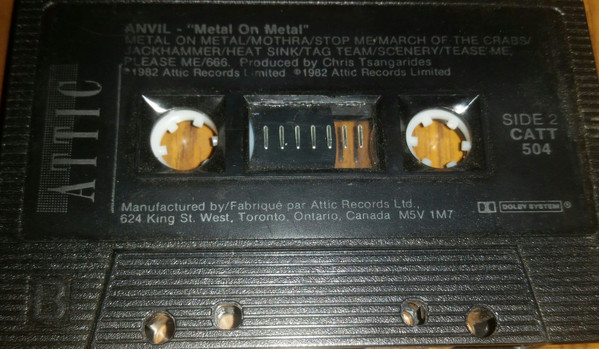 ANVIL - "Metal On Metal"
METAL ON METAL/MOTHRA/STOP ME/MARCH OF THE CRABS/
JACKHAMMER/HEAT SINK/TAG TEAM/SCENERY/TEASE ME,
PLEASE ME/666. Produced by Chris Tsangarides
℗1982 Attic Records Limited ©1982 Attic Records Limited
ATTIC
SIDE 2
CATT
504
Manufactured by/Fabriqué par Attic Records Ltd.,
624 King St. West, Toronto, Ontario, Canada M5V 1M7
DOLBY SYSTEM®
B